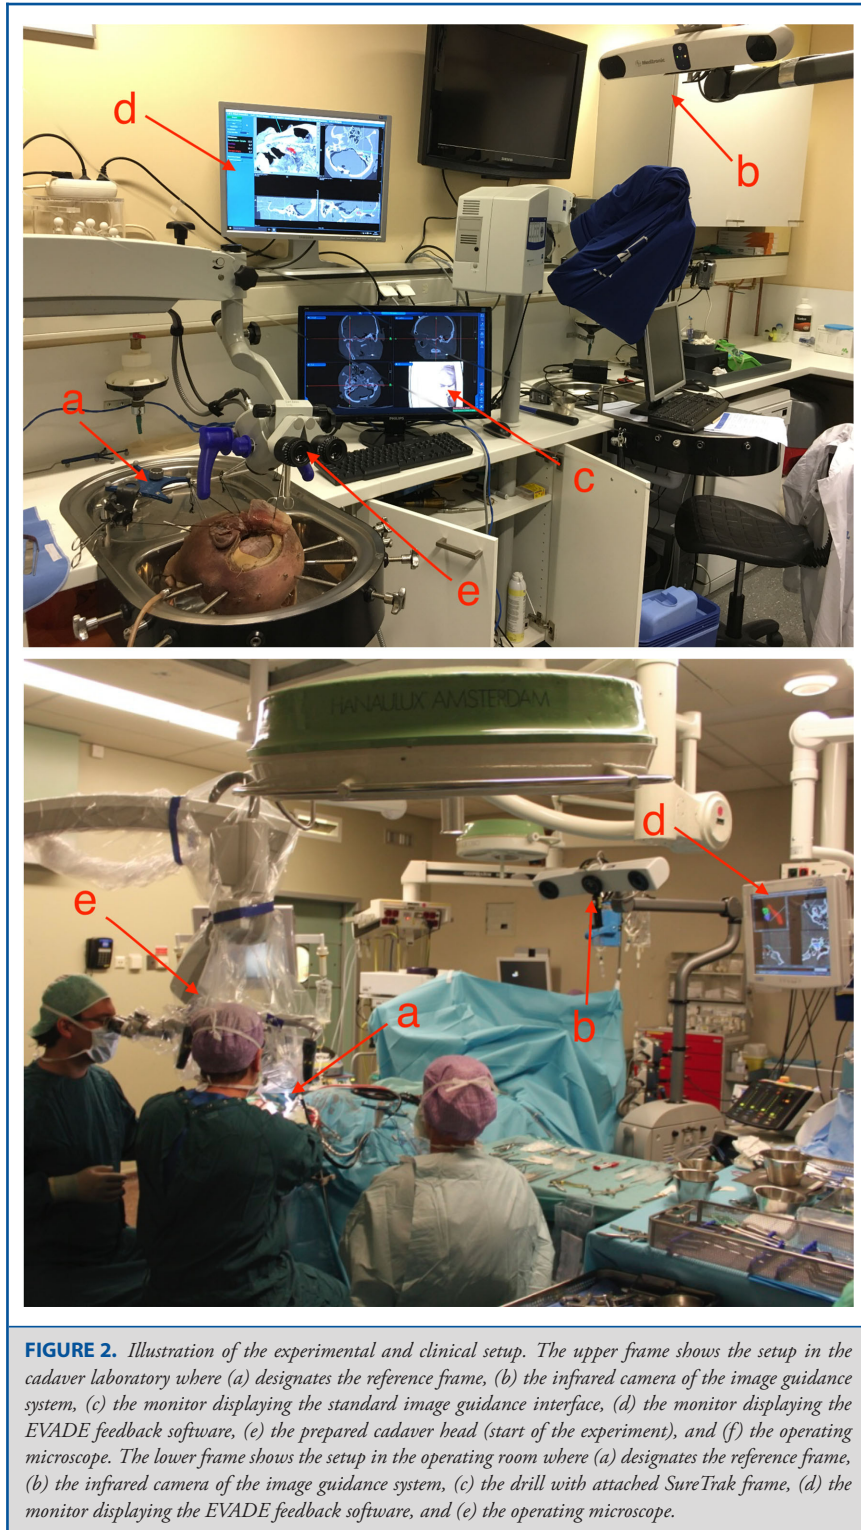 d
b
a
c
e
HANAULUX AMSTERDAM
d
e
a
b
FIGURE 2. Illustration of the experimental and clinical setup. The upper frame shows the setup in the
cadaver laboratory where (a) designates the reference frame, (b) the infrared camera of the image guidance
system, (c) the monitor displaying the standard image guidance interface, (d) the monitor displaying the
EVADE feedback software, (e) the prepared cadaver head (start of the experiment), and (f) the operating
microscope. The lower frame shows the setup in the operating room where (a) designates the reference frame,
(b) the infrared camera of the image guidance system, (c) the drill with attached SureTrak frame, (d) the
monitor displaying the EVADE feedback software, and (e) the operating microscope.